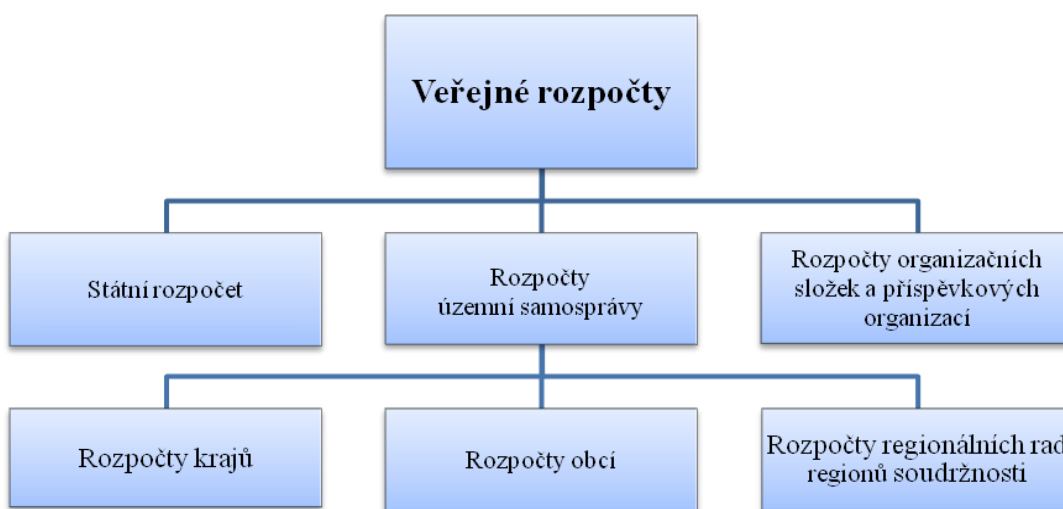 Veřejné rozpočty
Státní rozpočet
Rozpočty
územní samosprávy
Rozpočty organizačních
složek a příspěvkových
organizací
Rozpočty krajů
Rozpočty obcí
Rozpočty regionálních rad
regionů soudržnosti